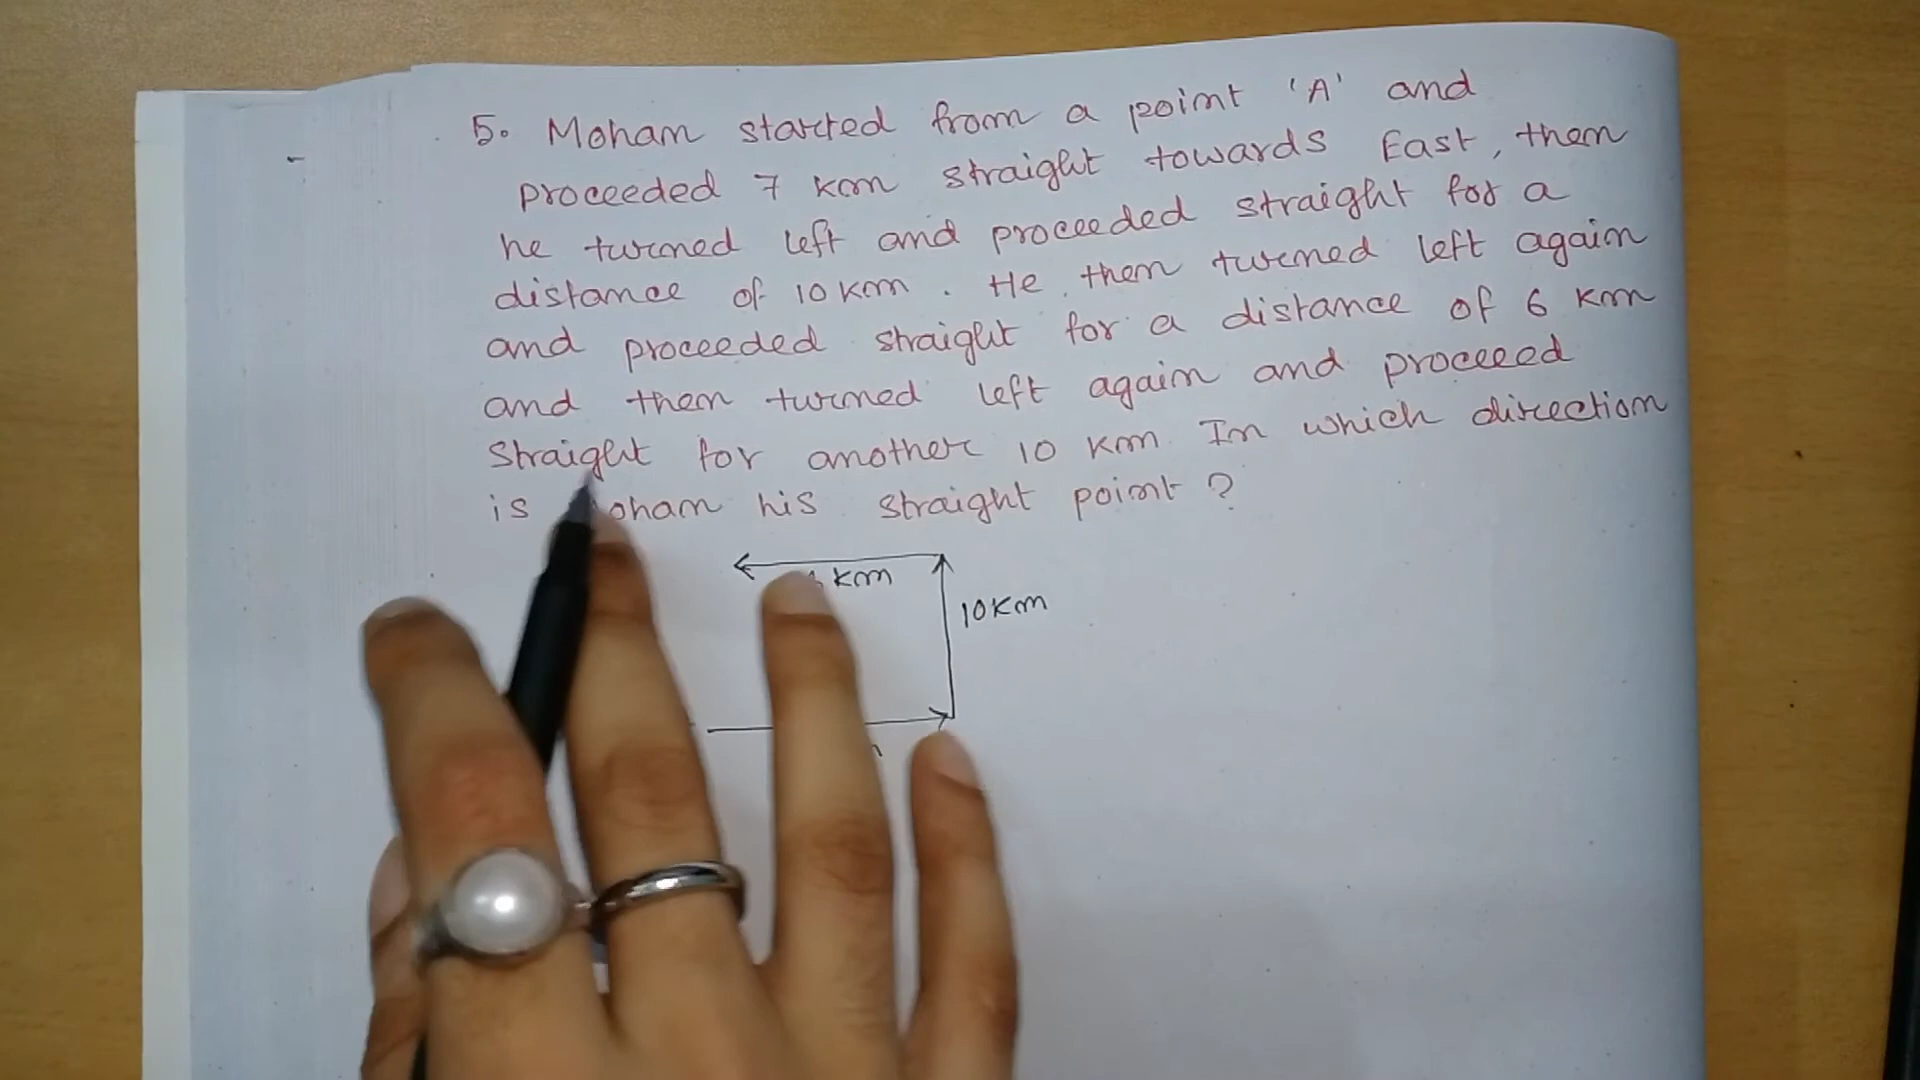 5. Mohan started from a point 'A' and
proceeded 7 km straight towards East, then
he turned left and proceeded straight for a
distance of 10 km. He then turned left again
and proceeded straight for a distance of 6 km
and then turned left again and proceeed
straight for another 10 km. In which direction
is his straight point?
km
10 km